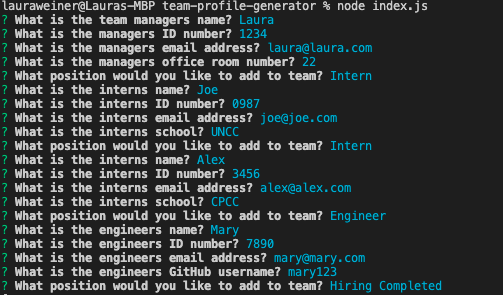 lauraweiner@Lauras-MBP team-profile-generator % node index.js
? What is the team managers name? Laura
? What is the managers ID number? 1234
? What is the managers email address? laura@laura.com
? What is the managers office room number? 22
? What position would you like to add to team? Intern
? What is the interns name? Joe
? What is the interns ID number? 0987
? What is the interns email address? joe@joe.com
? What is the interns school? UNCC
? What position would you like to add to team? Intern
? What is the interns name? Alex
? What is the interns ID number? 3456
? What is the interns email address? alex@alex.com
? What is the interns school? CPCC
? What position would you like to add to team? Engineer
? What is the engineers name? Mary
? What is the engineers ID number? 7890
? What is the engineers email address? mary@mary.com
? What is the engineers GitHub username? mary123
? What position would you like to add to team? Hiring Completed